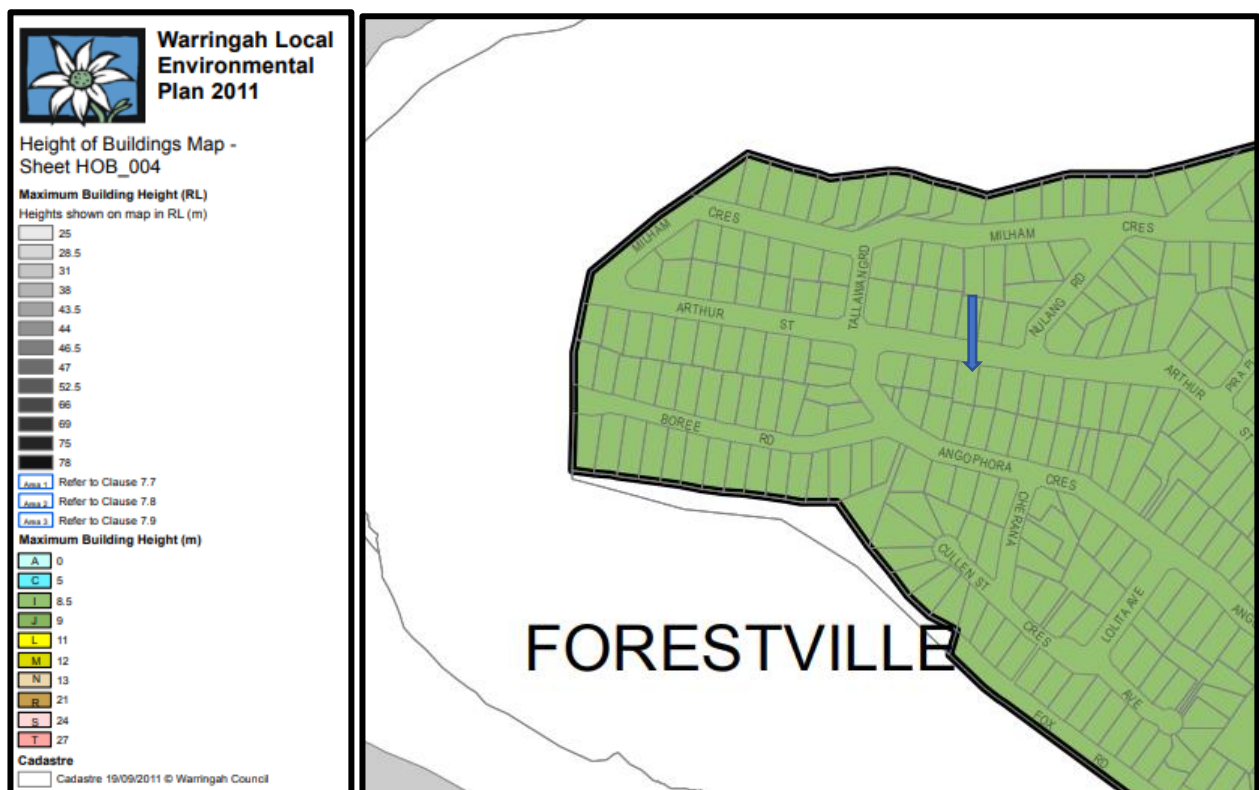 Warringah Local
Environmental
Plan 2011
Height of Buildings Map -
Sheet HOB_004
Maximum Building Height (RL)
Heights shown on map in RL (m)
25
28.5
31
38
43.5
44
46.5
47
52.5
66
69
75
78
Area 1 Refer to Clause 7.7
Area 2 Refer to Clause 7.8
Area 3 Refer to Clause 7.9
Maximum Building Height (m)
A 0
C 5
I 8.5
J 9
L 11
M 12
N 13
R 21
S 24
T 27
Cadastre
Cadastre 19/09/2011 © Warringah Council
MILHAM CRES
MILHAM CRES
TALLAWANG RD
NULANG RD
ARTHUR ST
ARTHUR ST
BOREE RD
ANGOPHORA CRES
CHERANA
CULLEN ST
CRES
LOLITA AVE
AVE
FOX RD
FORESTVILLE